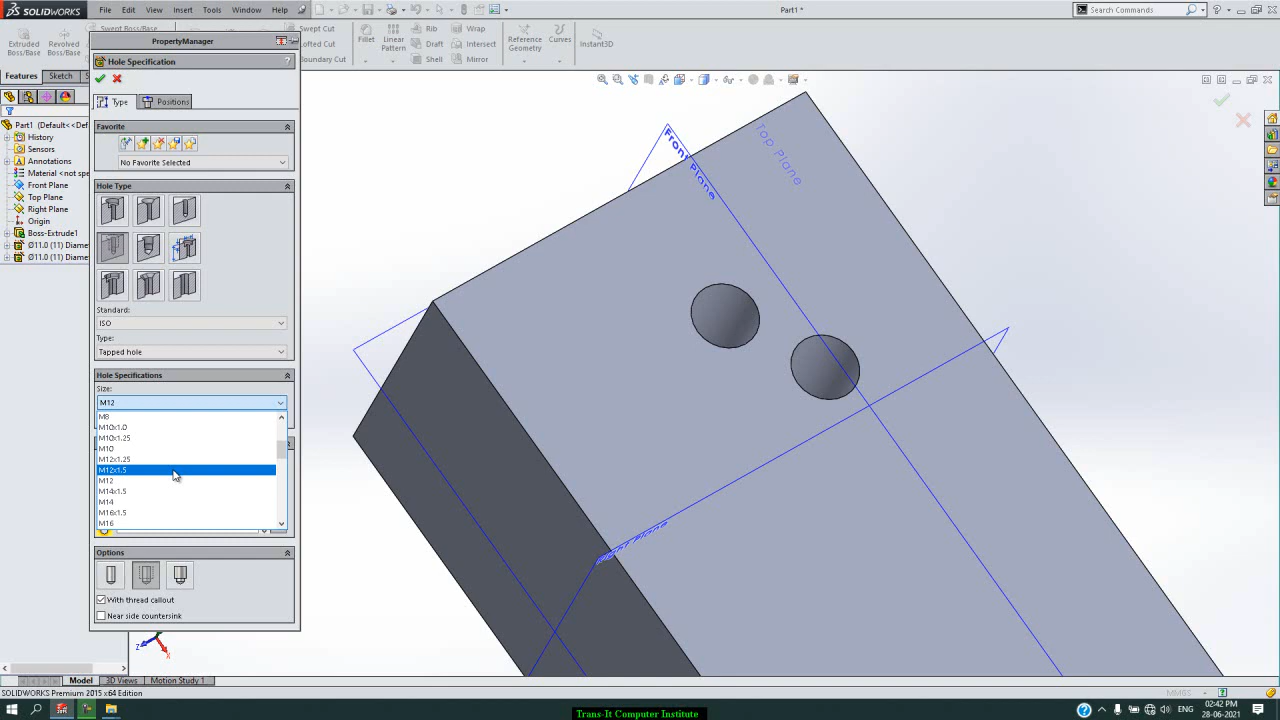 SOLIDWORKS
File Edit View Insert Tools Window Help
Part1 *
Search Commands
Extruded Boss/Base
Revolved Boss/Base
Swept Boss/Base
Swept Cut
Lofted Cut
Boundary Cut
Fillet
Linear Pattern
Rib
Draft
Shell
Wrap
Intersect
Mirror
Reference Geometry
Curves
Instant3D
Features Sketch
PropertyManager
Hole Specification
?
Type Positions
Favorite
No Favorite Selected
Hole Type
Standard:
ISO
Type:
Tapped hole
Hole Specifications
Size:
M12
M8
M10x1.0
M10x1.25
M10
M12x1.25
M12x1.5
M12
M14x1.5
M14
M16x1.5
M16
Options
With thread callout
Near side countersink
Part1 (Default<<Def
History
Sensors
Annotations
Material <not spe
Front Plane
Top Plane
Right Plane
Origin
Boss-Extrude1
Ø11.0 (11) Diame
Ø11.0 (11) Diame
Front Plane
Top Plane
Z
X
Model 3D Views Motion Study 1
SOLIDWORKS Premium 2015 x64 Edition
MMGS
Trans-It Computer Institute
ENG
02:42 PM
28-06-2021